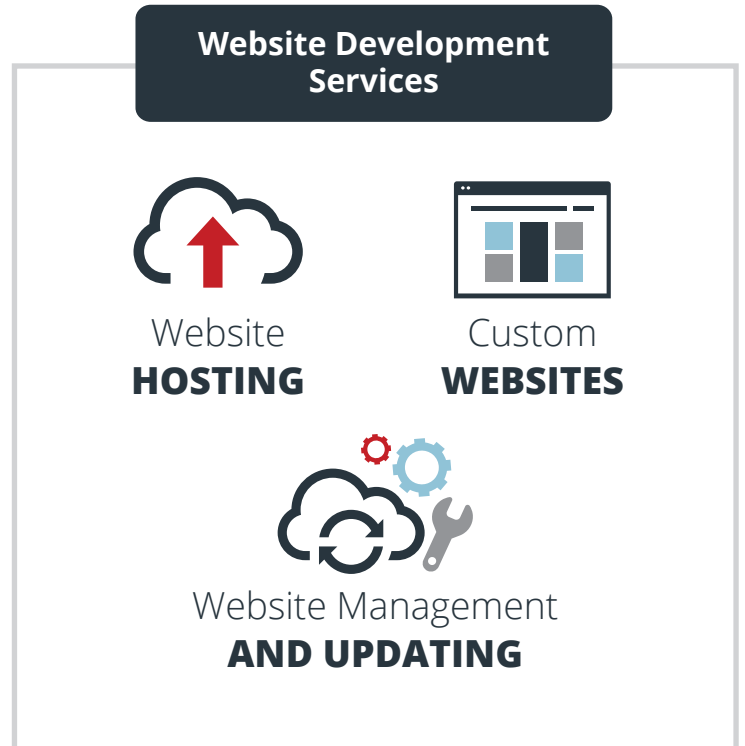 Website Development
Services
Website
HOSTING
Custom
WEBSITES
Website Management
AND UPDATING